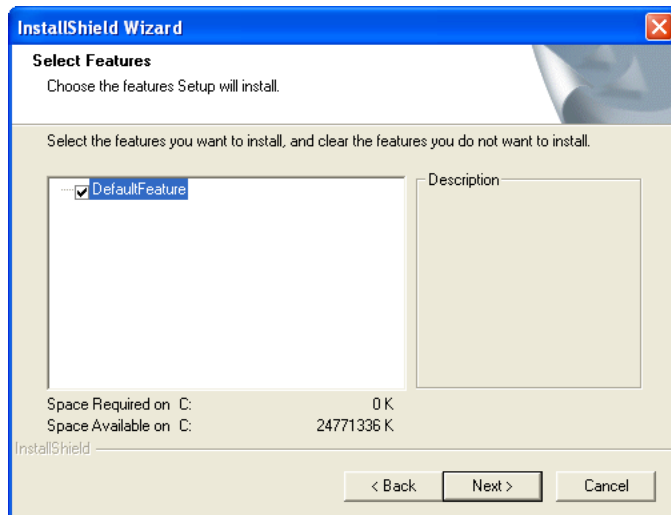 InstallShield Wizard
Select Features
Choose the features Setup will install.
Select the features you want to install, and clear the features you do not want to install.
DefaultFeature
Description
Space Required on C: 0 K
Space Available on C: 24771336 K
InstallShield
< Back Next > Cancel